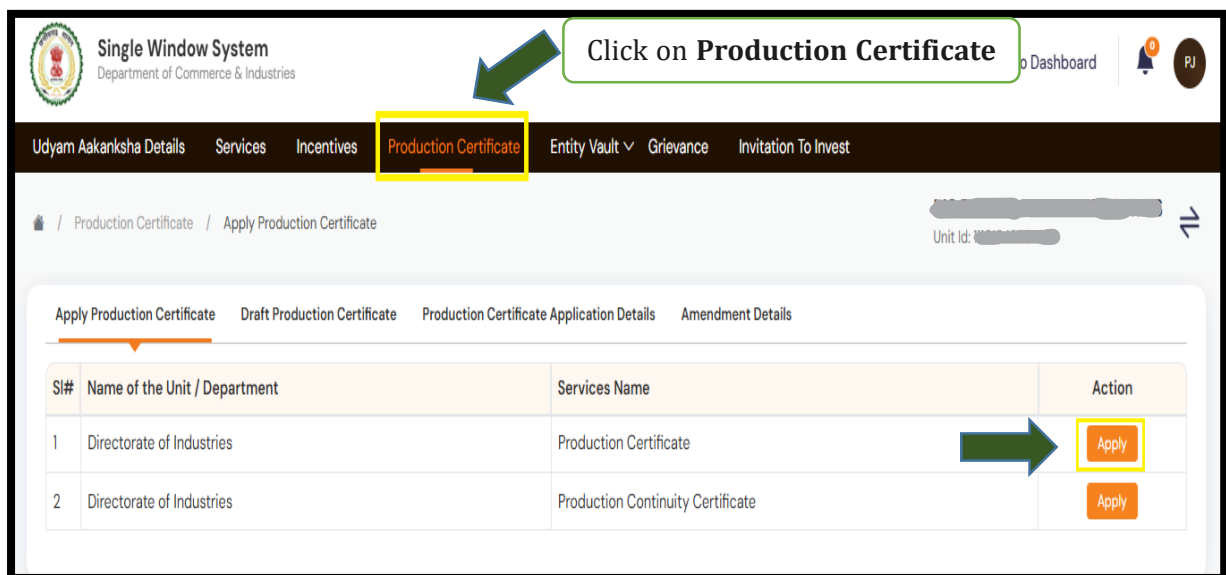 Single Window System
Department of Commerce & Industries
Click on Production Certificate
Dashboard
0
PJ
Udyam Aakanksha Details Services Incentives Production Certificate Entity Vault Grievance Invitation To Invest
/ Production Certificate / Apply Production Certificate
Unit Id:
Apply Production Certificate Draft Production Certificate Production Certificate Application Details Amendment Details
Sl# Name of the Unit / Department Services Name Action
1 Directorate of Industries Production Certificate Apply
2 Directorate of Industries Production Continuity Certificate Apply